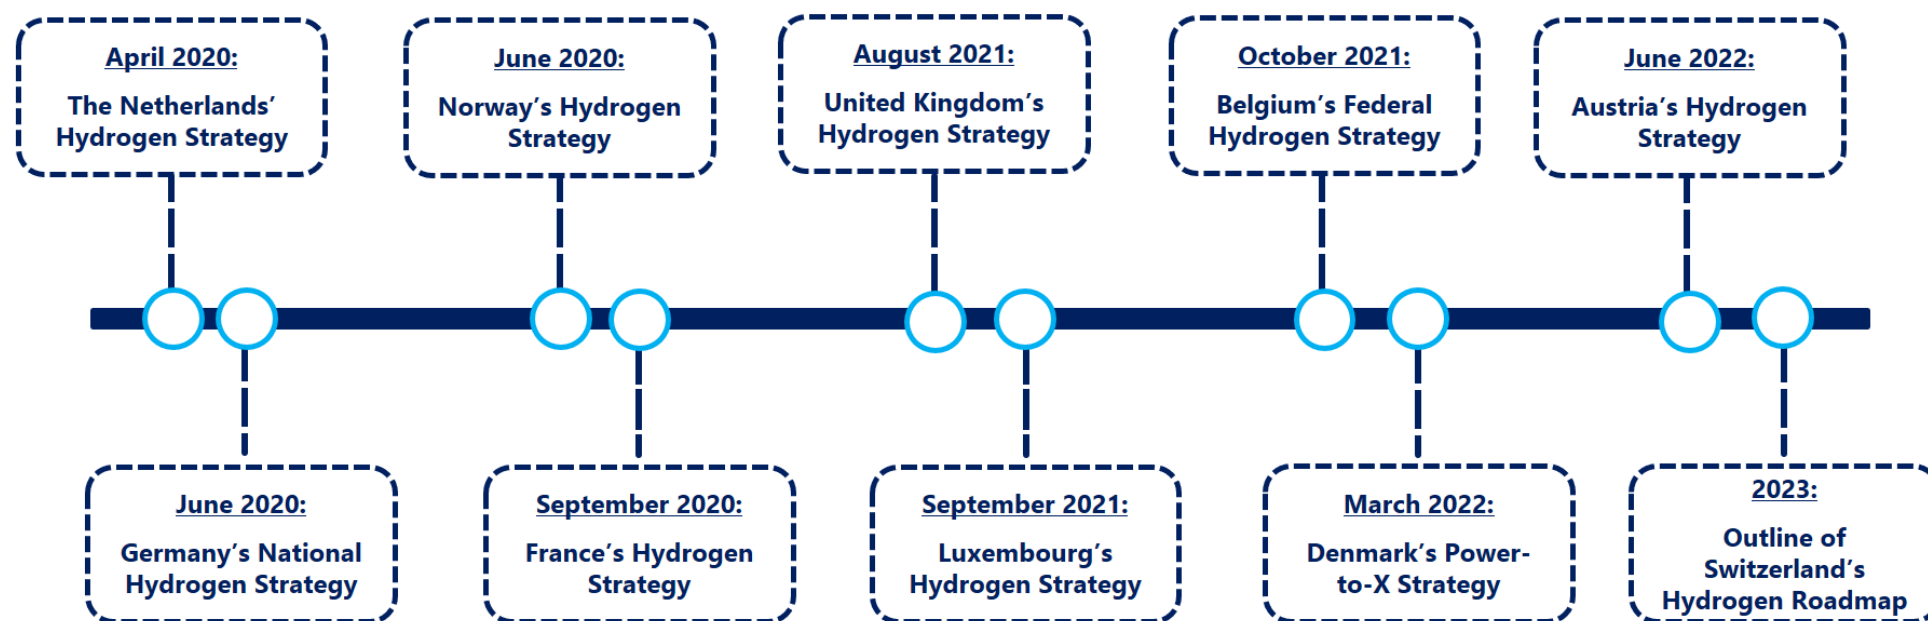 April 2020:
The Netherlands’
Hydrogen Strategy
June 2020:
Norway’s Hydrogen
Strategy
August 2021:
United Kingdom’s
Hydrogen Strategy
October 2021:
Belgium’s Federal
Hydrogen Strategy
June 2022:
Austria’s Hydrogen
Strategy
June 2020:
Germany’s National
Hydrogen Strategy
September 2020:
France’s Hydrogen
Strategy
September 2021:
Luxembourg’s
Hydrogen Strategy
March 2022:
Denmark’s Power-
to-X Strategy
2023:
Outline of
Switzerland’s
Hydrogen Roadmap